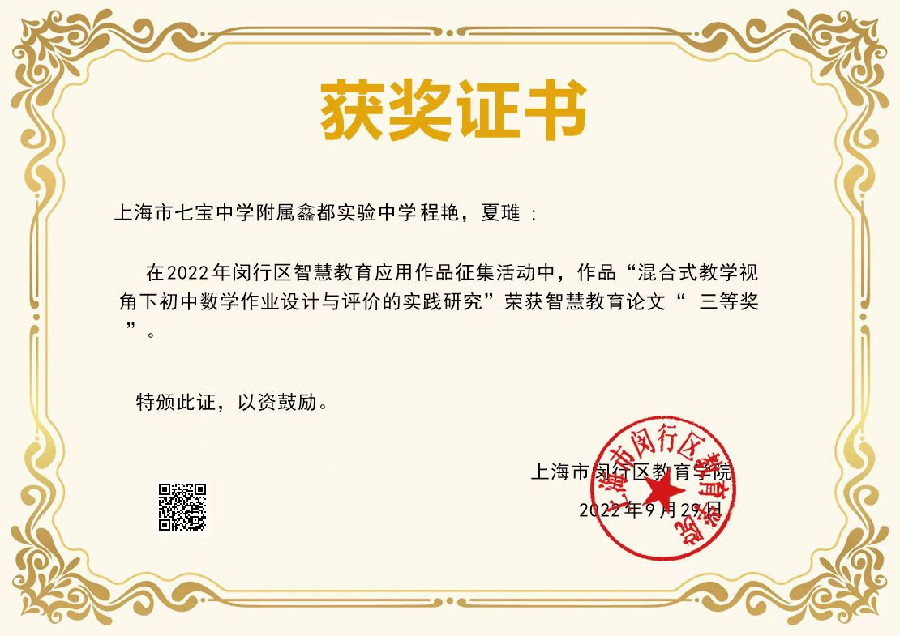 获奖证书
上海市七宝中学附属鑫都实验中学程艳，夏琟：
在2022年闵行区智慧教育应用作品征集活动中，作品“混合式教学视
角下初中数学作业设计与评价的实践研究”荣获智慧教育论文“ 三等奖
”。
特颁此证，以资鼓励。
上海市闵行区教育学院
2022年9月29日
上海市闵行区教育学院